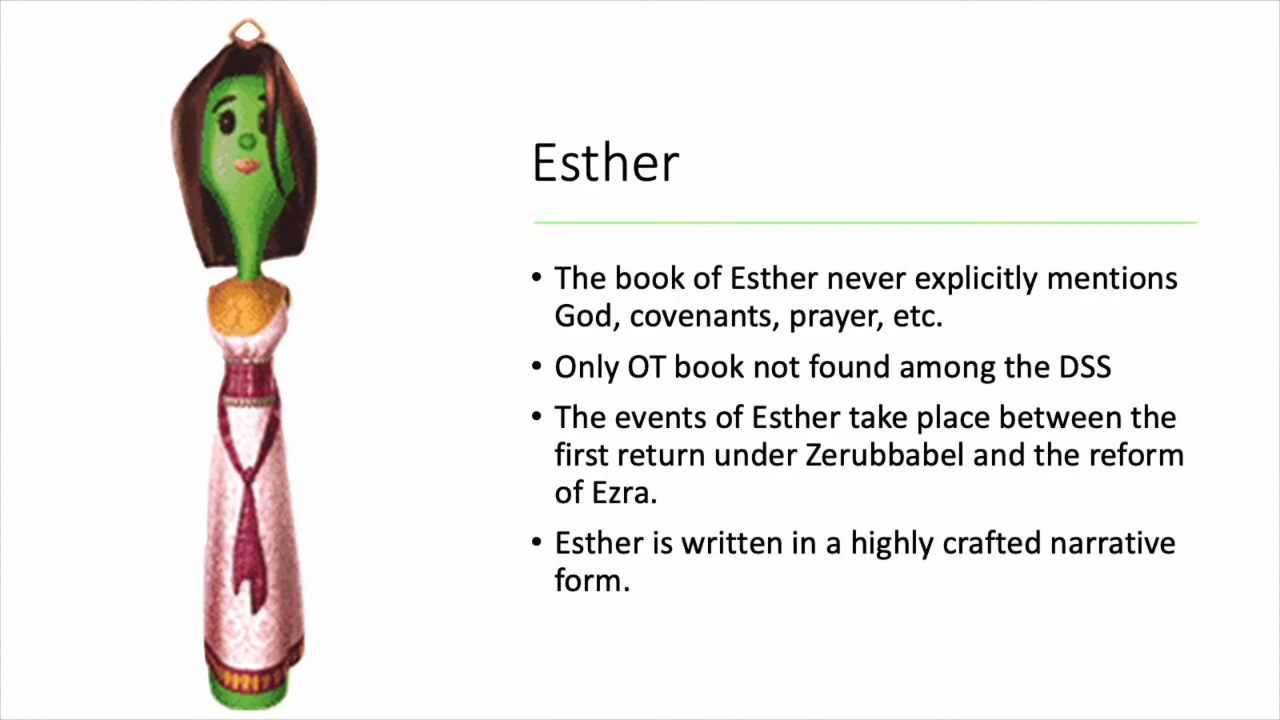 Esther
• The book of Esther never explicitly mentions
God, covenants, prayer, etc.
• Only OT book not found among the DSS
• The events of Esther take place between the
first return under Zerubbabel and the reform
of Ezra.
• Esther is written in a highly crafted narrative
form.